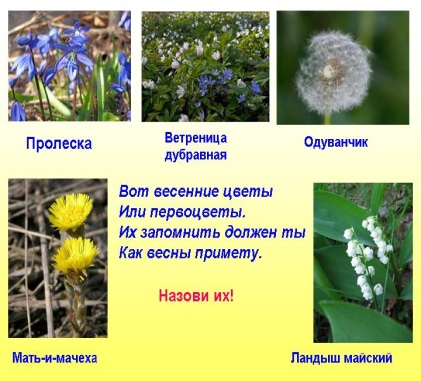 Пролеска
Ветреница
дубравная
Одуванчик
Вот весенние цветы
Или первоцветы.
Их запомнить должен ты
Как весны примету.
Назови их!
Мать-и-мачеха
Ландыш майский